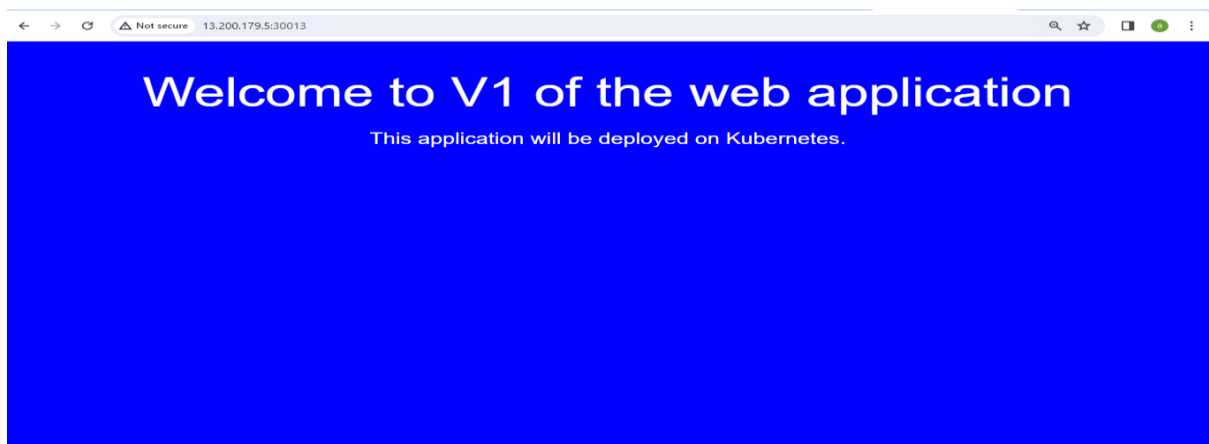 Not secure 13.200.179.5:30013
a
Welcome to V1 of the web application
This application will be deployed on Kubernetes.